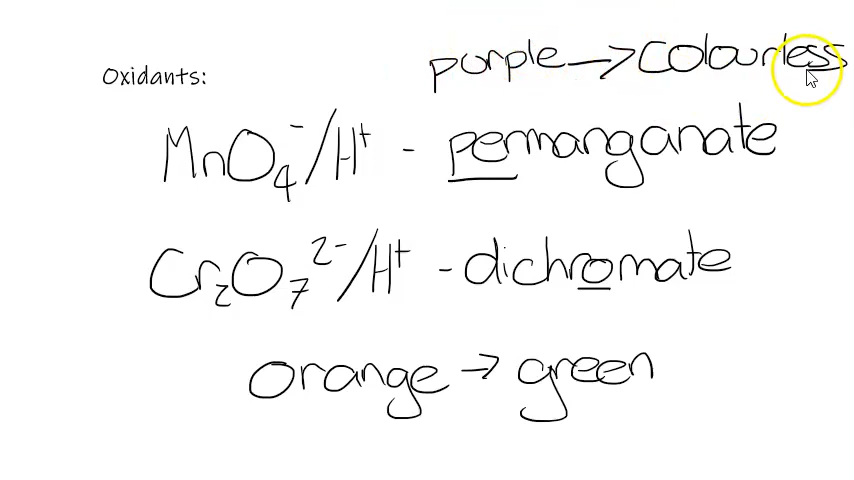 purple → colourless
Oxidants:
MnO₄⁻/H⁺ - permanganate
Cr₂O₇²⁻/H⁺ - dichromate
orange → green